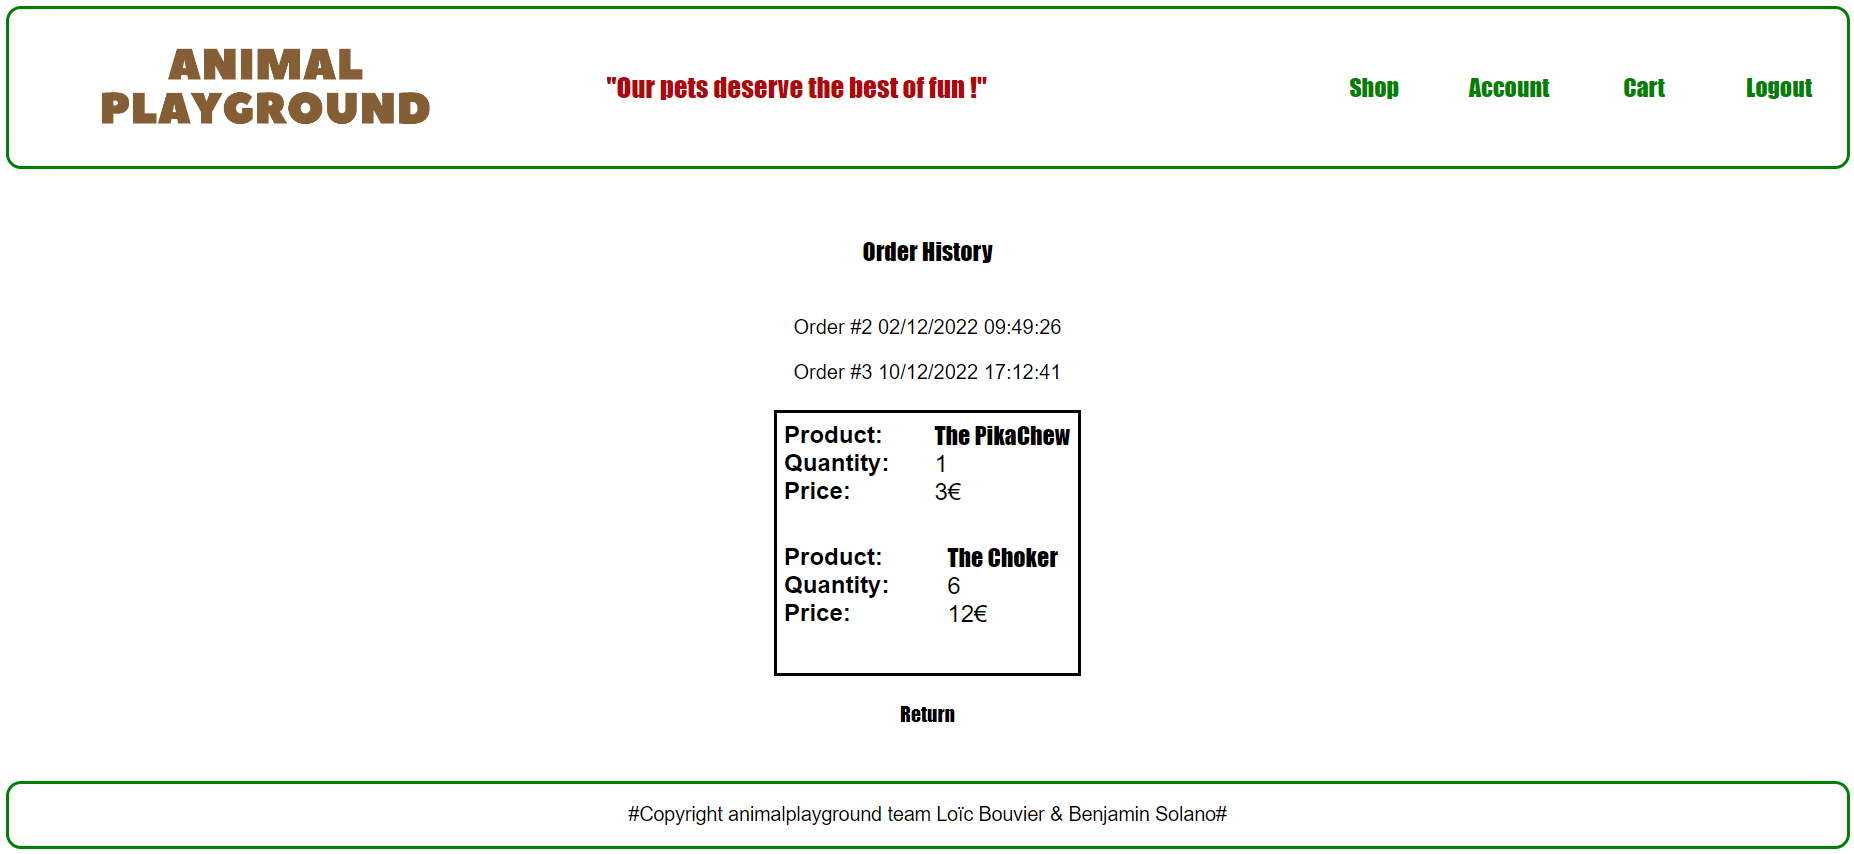 ANIMAL
PLAYGROUND
"Our pets deserve the best of fun !"
Shop Account Cart Logout
Order History
Order #2 02/12/2022 09:49:26
Order #3 10/12/2022 17:12:41
Product: The PikaChew
Quantity: 1
Price: 3€
Product: The Choker
Quantity: 6
Price: 12€
Return
#Copyright animalplayground team Loïc Bouvier & Benjamin Solano#